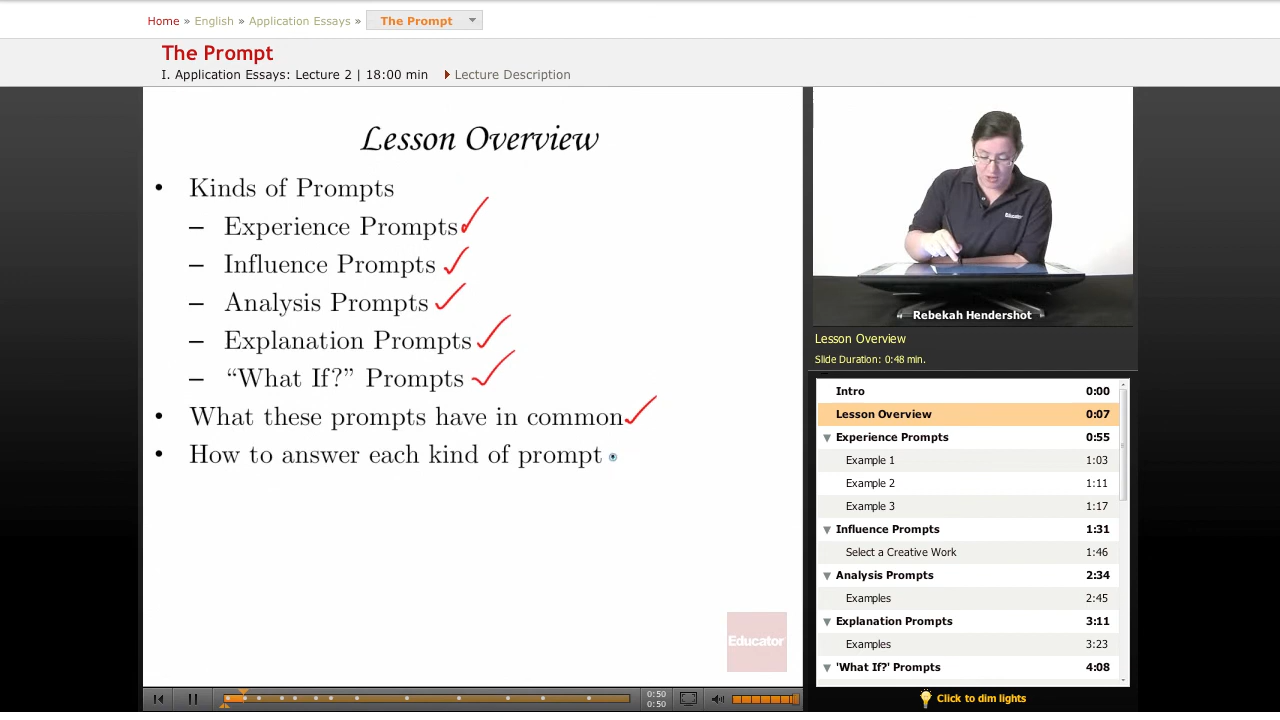 Home » English » Application Essays » The Prompt
The Prompt
I. Application Essays: Lecture 2 | 18:00 min Lecture Description
Lesson Overview
• Kinds of Prompts
– Experience Prompts
– Influence Prompts
– Analysis Prompts
– Explanation Prompts
– “What If?” Prompts
• What these prompts have in common
• How to answer each kind of prompt
Educator
0:50
0:50
Educator
Rebekah Hendershot
Lesson Overview
Slide Duration: 0:48 min.
Intro 0:00
Lesson Overview 0:07
Experience Prompts 0:55
Example 1 1:03
Example 2 1:11
Example 3 1:17
Influence Prompts 1:31
Select a Creative Work 1:46
Analysis Prompts 2:34
Examples 2:45
Explanation Prompts 3:11
Examples 3:23
'What If?' Prompts 4:08
Click to dim lights